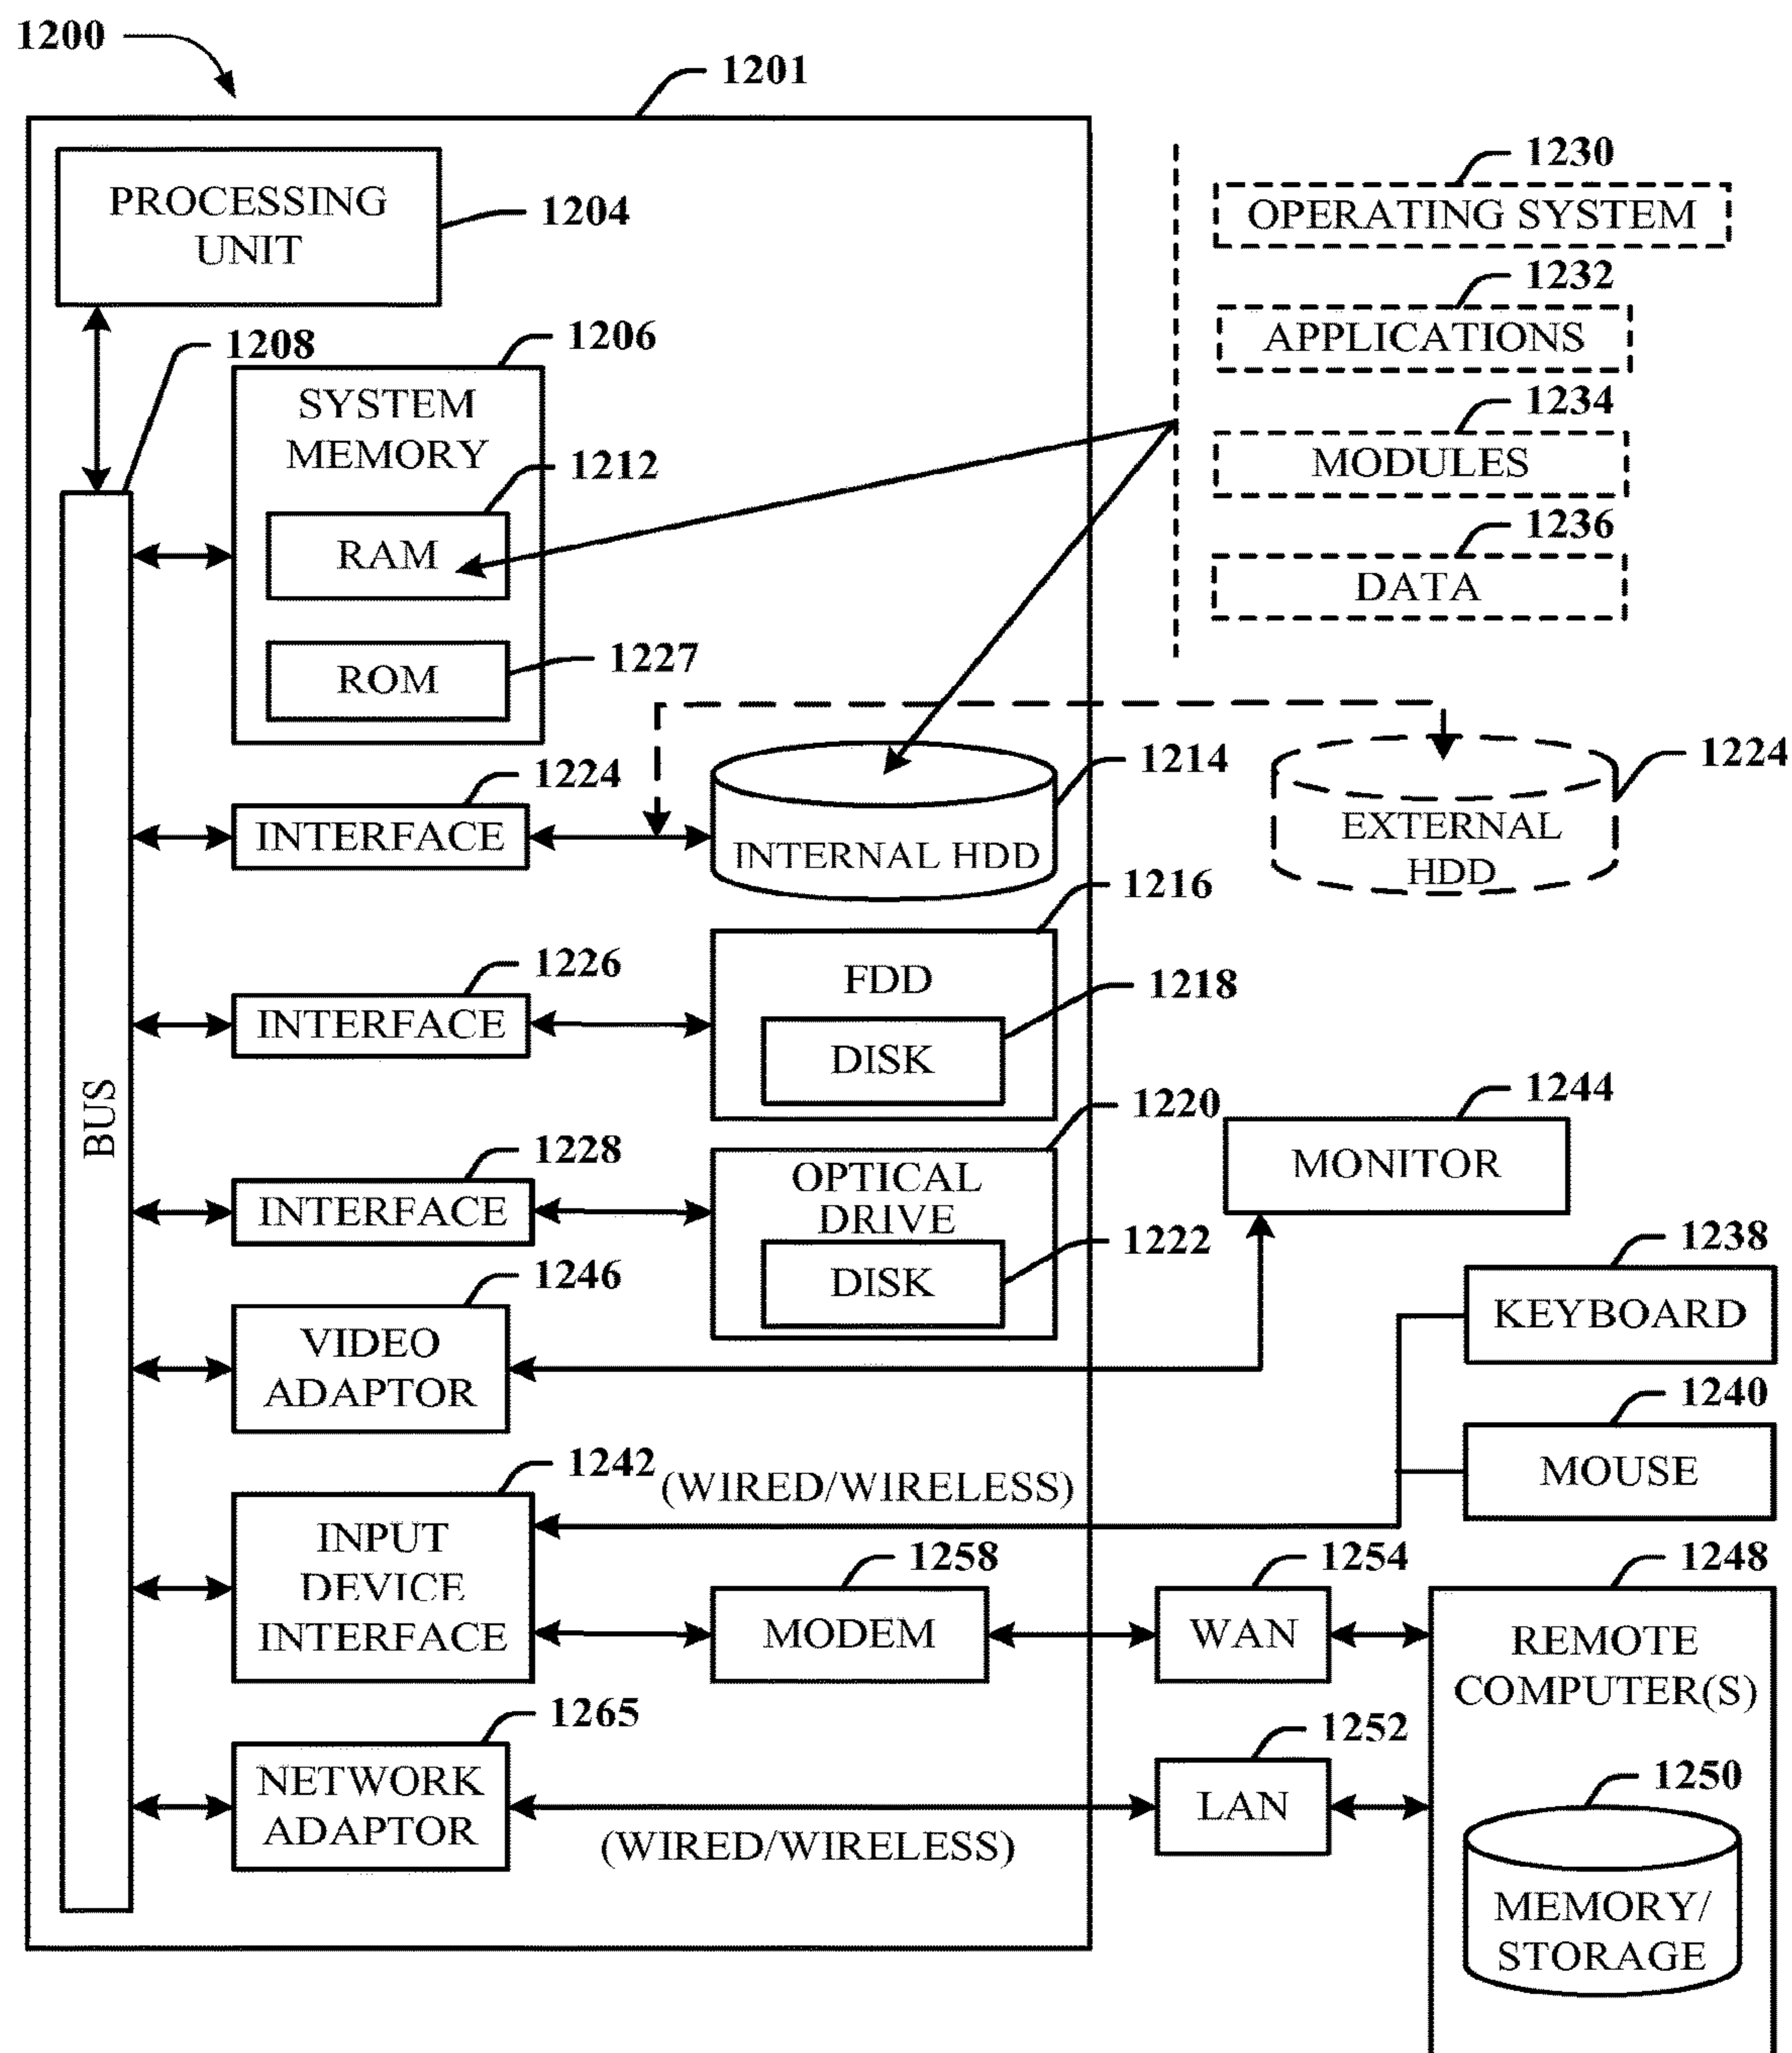 1200
1201
PROCESSING
UNIT
1204
1230
OPERATING SYSTEM
1232
APPLICATIONS
1234
MODULES
1236
DATA
1208
1206
SYSTEM
MEMORY
1212
RAM
1227
ROM
1224
INTERFACE
1214
INTERNAL HDD
1224
EXTERNAL
HDD
1216
FDD
1218
DISK
1226
INTERFACE
BUS
1220
OPTICAL
DRIVE
1222
DISK
1228
INTERFACE
1244
MONITOR
1246
VIDEO
ADAPTOR
1238
KEYBOARD
1240
MOUSE
1242
(WIRED/WIRELESS)
INPUT
DEVICE
INTERFACE
1258
MODEM
1254
WAN
1248
REMOTE
COMPUTER(S)
1265
NETWORK
ADAPTOR
(WIRED/WIRELESS)
1252
LAN
1250
MEMORY/
STORAGE